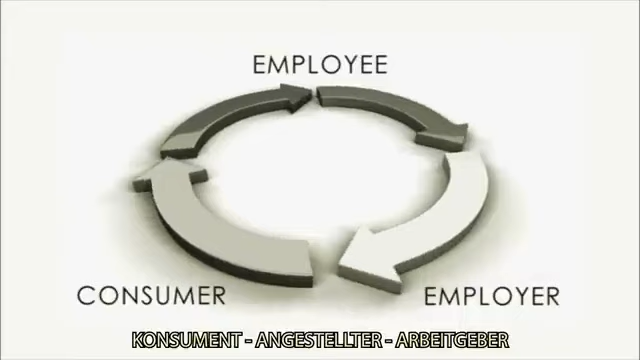 EMPLOYEE
CONSUMER
EMPLOYER
KONSUMENT - ANGESTELLTER - ARBEITGEBER